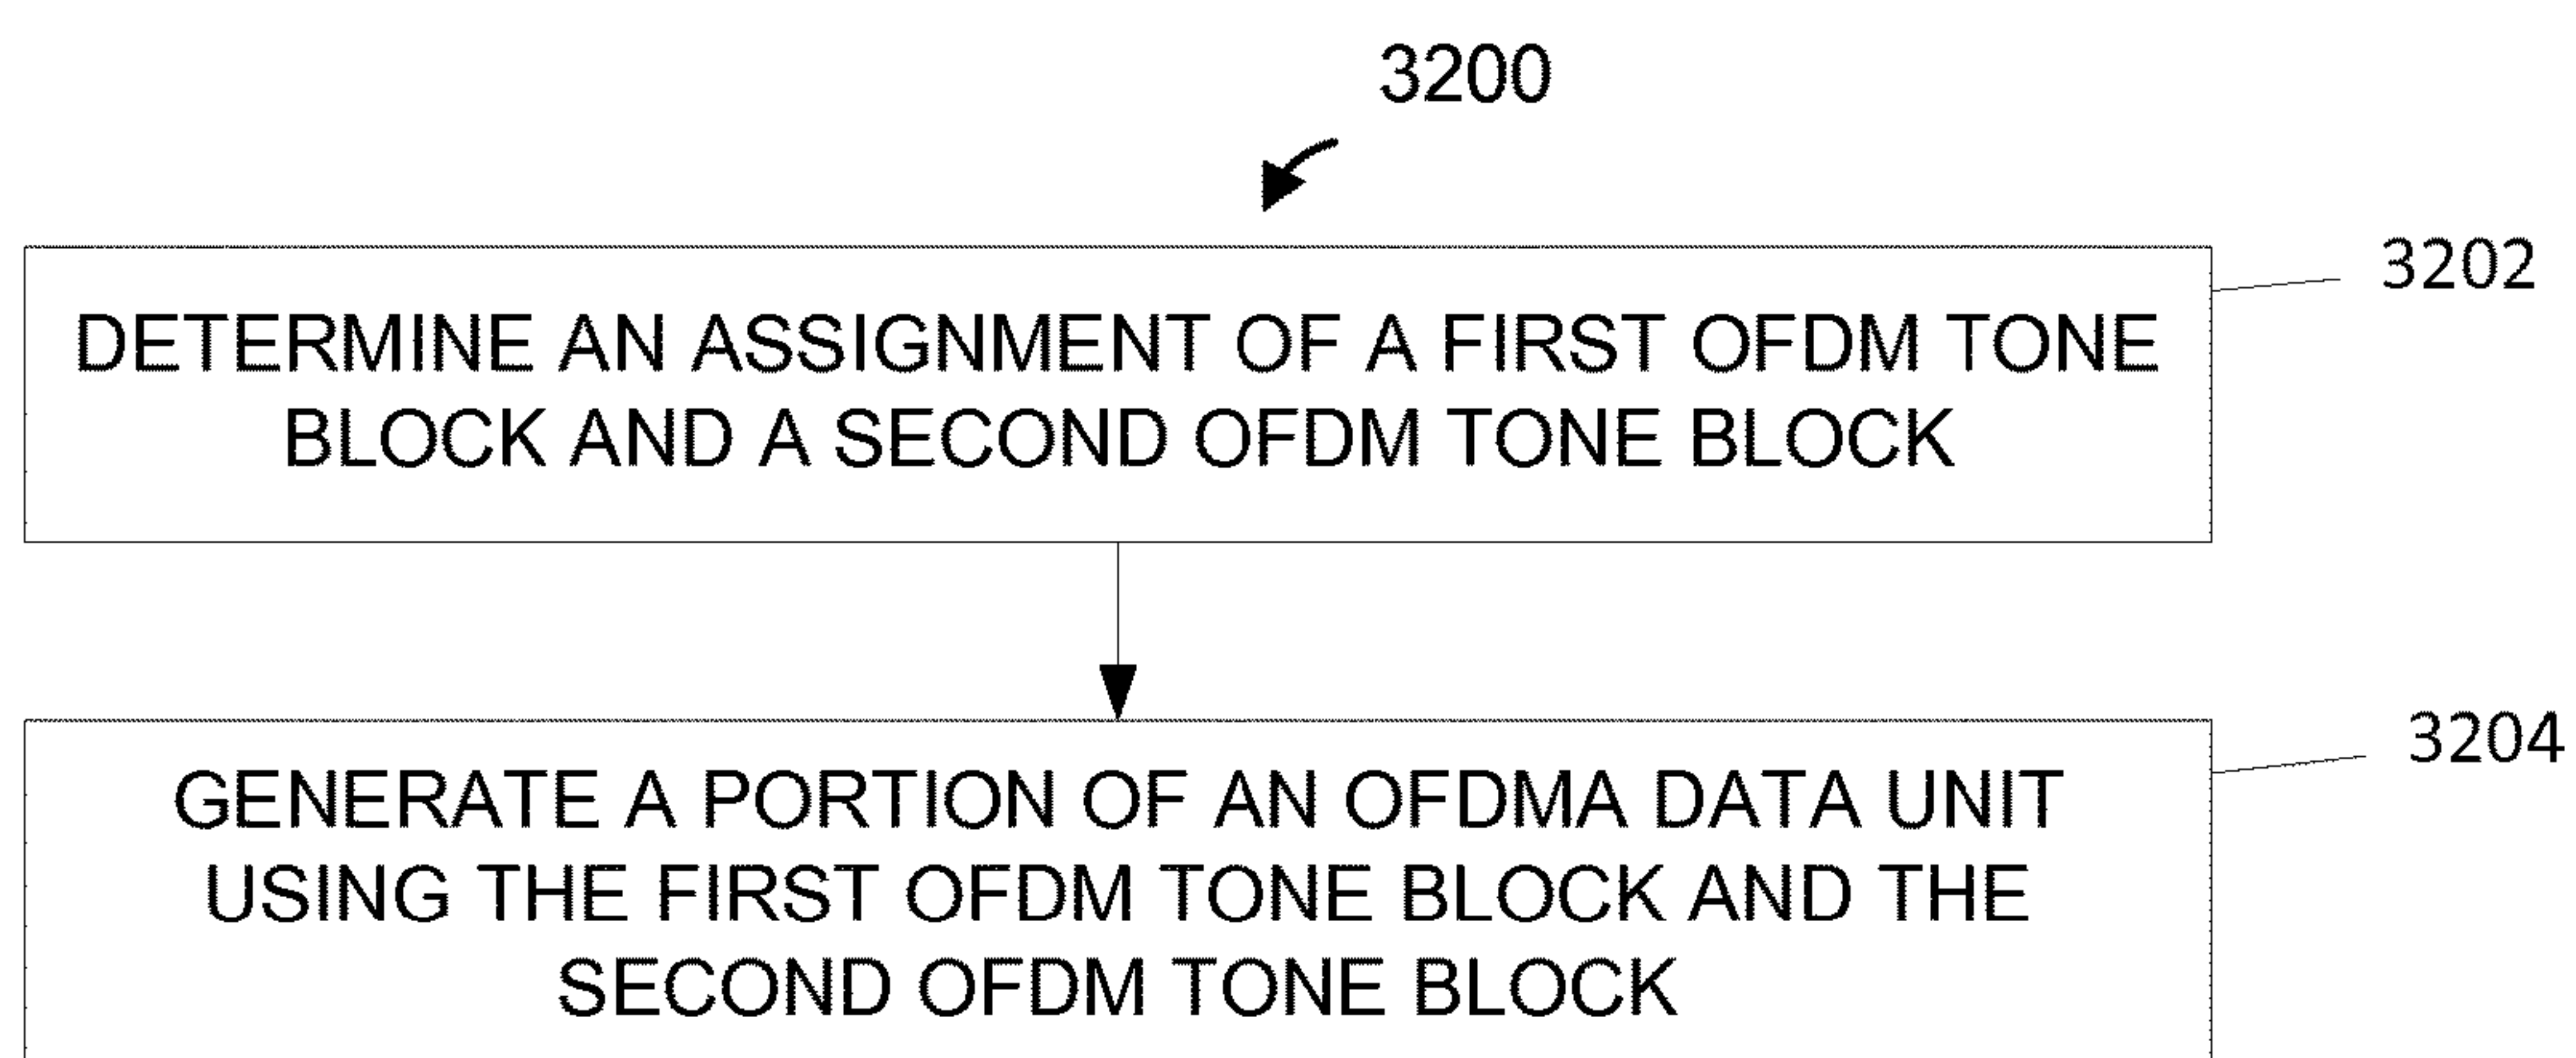 3200
3202
DETERMINE AN ASSIGNMENT OF A FIRST OFDM TONE
BLOCK AND A SECOND OFDM TONE BLOCK
3204
GENERATE A PORTION OF AN OFDMA DATA UNIT
USING THE FIRST OFDM TONE BLOCK AND THE
SECOND OFDM TONE BLOCK